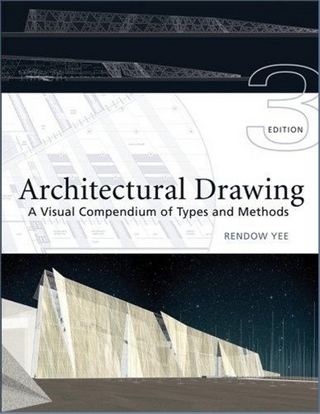 3
EDITION
Architectural Drawing
A Visual Compendium of Types and Methods
RENDOW YEE